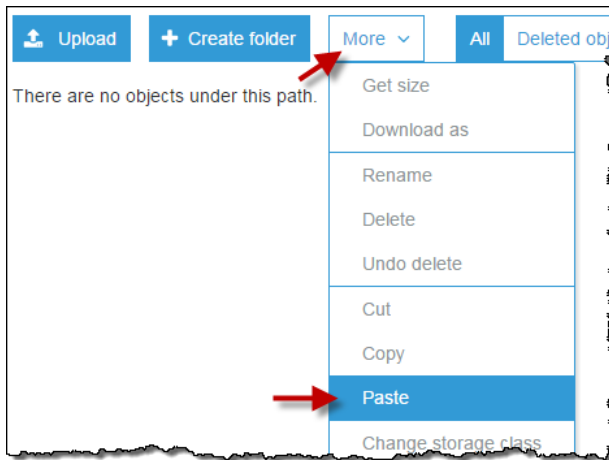 Upload
Create folder
More
All
Deleted obj
There are no objects under this path.
Get size
Download as
Rename
Delete
Undo delete
Cut
Copy
Paste
Change storage class